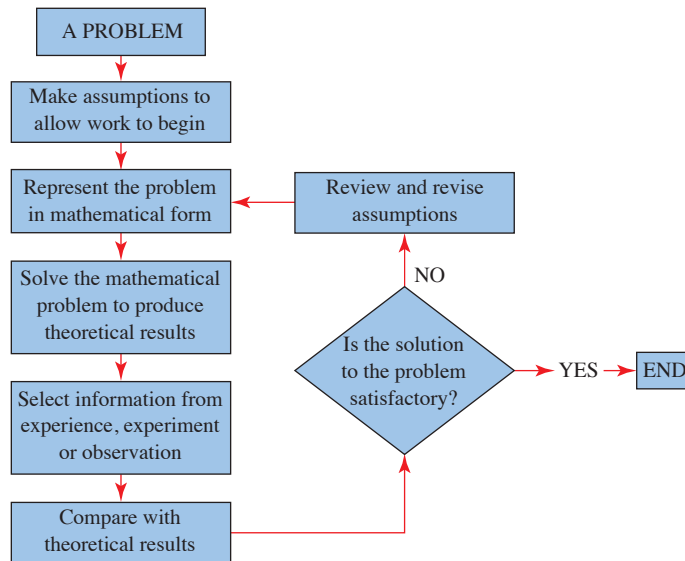 A PROBLEM
Make assumptions to
allow work to begin
Represent the problem
in mathematical form
Solve the mathematical
problem to produce
theoretical results
Select information from
experience, experiment
or observation
Compare with
theoretical results
Review and revise
assumptions
NO
Is the solution
to the problem
satisfactory?
YES
END